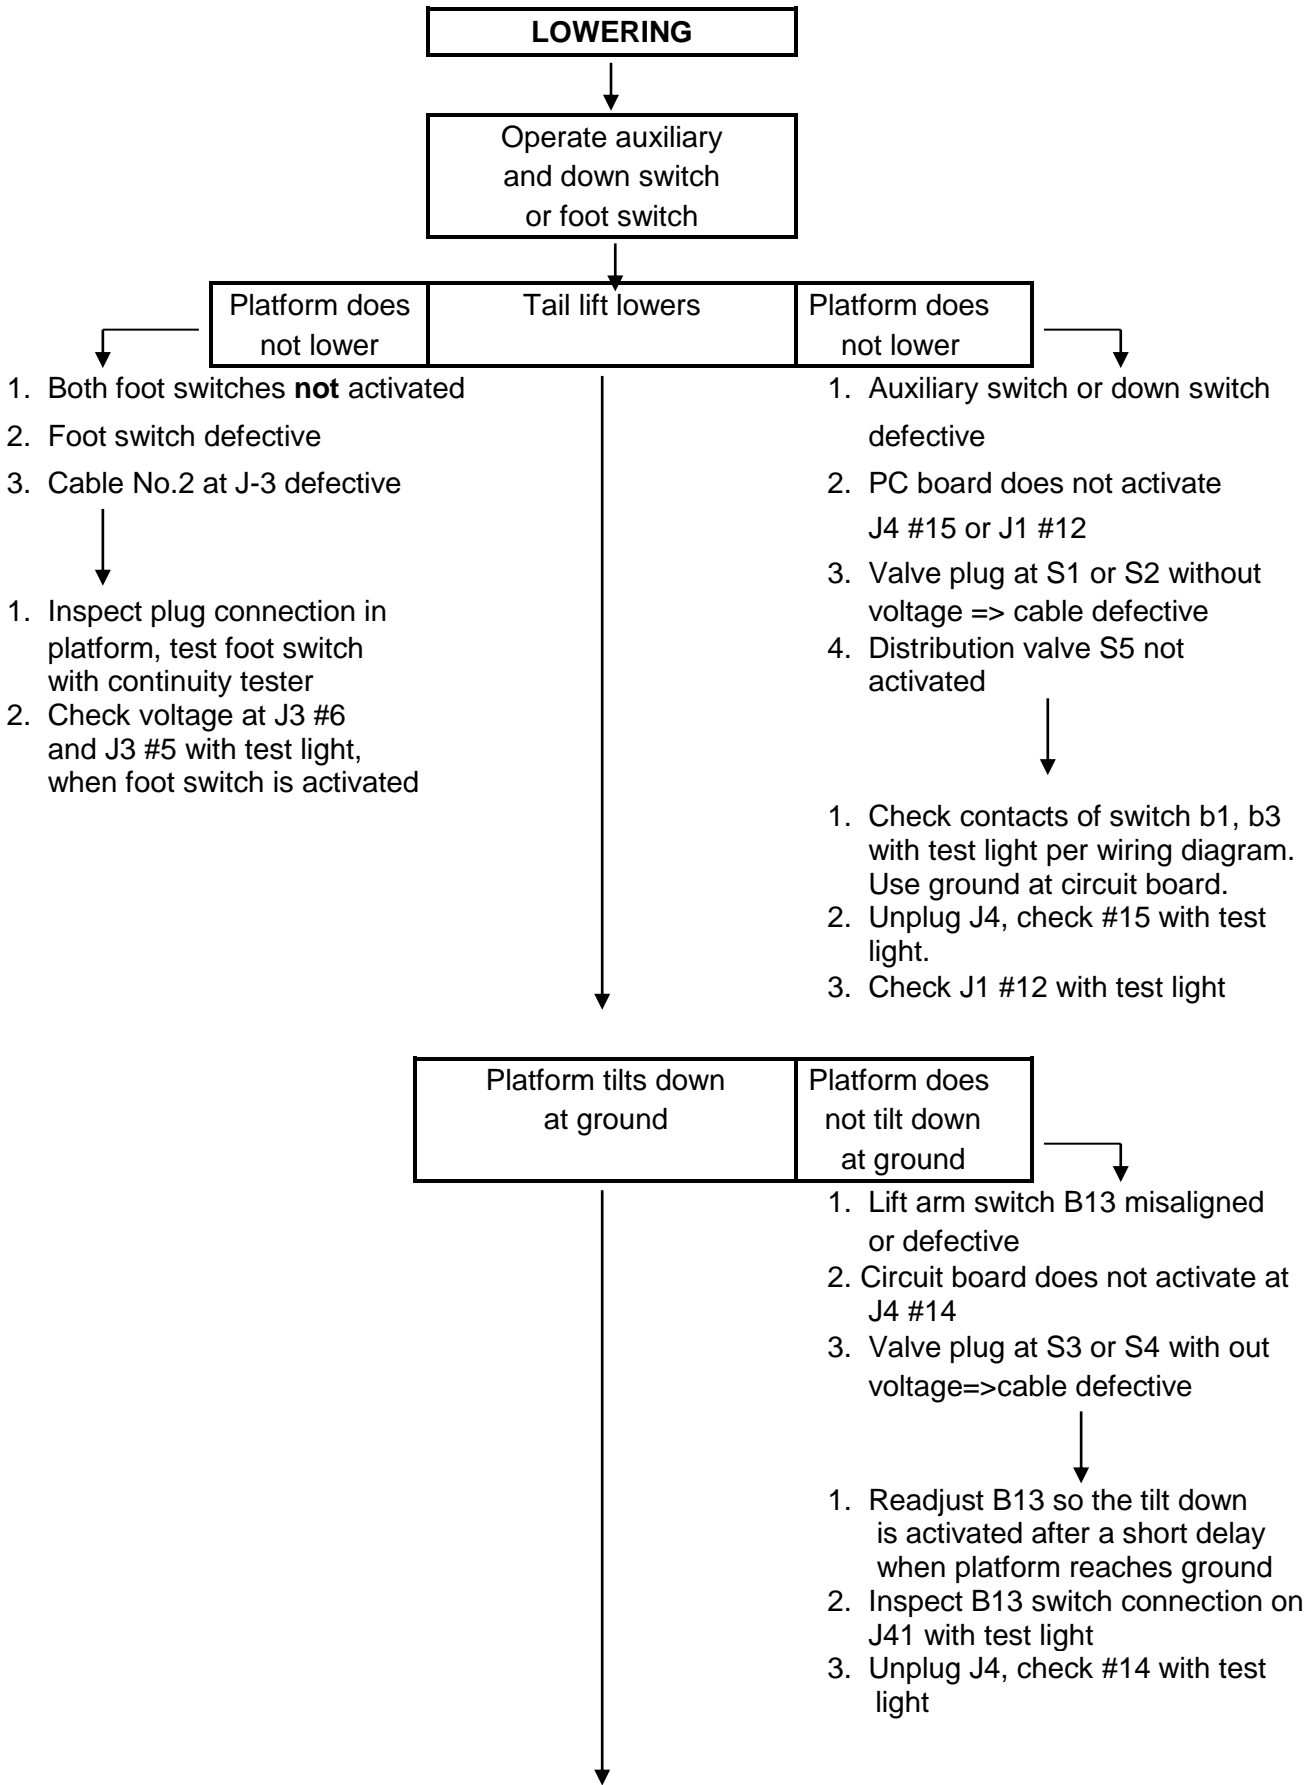 LOWERING
Operate auxiliary
and down switch
or foot switch
Platform does
not lower
Tail lift lowers
Platform does
not lower
1. Both foot switches not activated
2. Foot switch defective
3. Cable No.2 at J-3 defective
1. Inspect plug connection in
platform, test foot switch
with continuity tester
2. Check voltage at J3 #6
and J3 #5 with test light,
when foot switch is activated
1. Auxiliary switch or down switch
defective
2. PC board does not activate
J4 #15 or J1 #12
3. Valve plug at S1 or S2 without
voltage => cable defective
4. Distribution valve S5 not
activated
1. Check contacts of switch b1, b3
with test light per wiring diagram.
Use ground at circuit board.
2. Unplug J4, check #15 with test
light.
3. Check J1 #12 with test light
Platform tilts down
at ground
Platform does
not tilt down
at ground
1. Lift arm switch B13 misaligned
or defective
2. Circuit board does not activate at
J4 #14
3. Valve plug at S3 or S4 with out
voltage=>cable defective
1. Readjust B13 so the tilt down
is activated after a short delay
when platform reaches ground
2. Inspect B13 switch connection on
J41 with test light
3. Unplug J4, check #14 with test
light